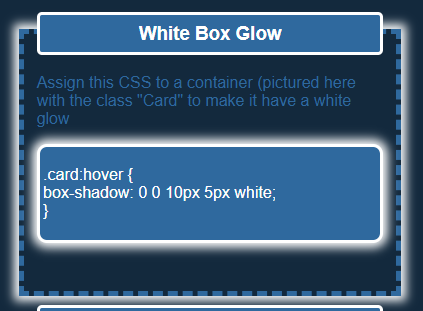 White Box Glow
Assign this CSS to a container (pictured here
with the class "Card" to make it have a white
glow
.card:hover {
box-shadow: 0 0 10px 5px white;
}